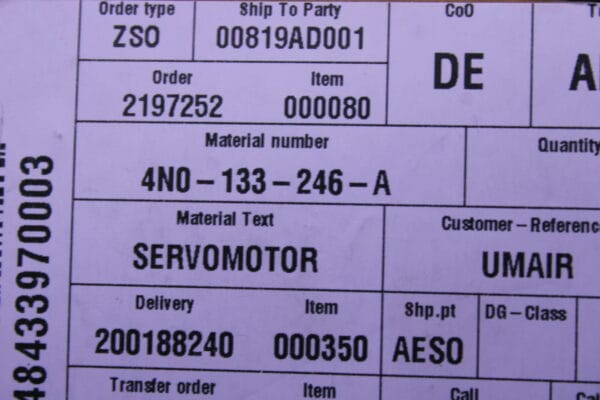 Order type Ship To Party CoO
ZSO 00819AD001 DE
Order Item
2197252 000080
Material number Quantity
4N0-133-246-A
Material Text Customer-Referenc
SERVOMOTOR UMAIR
Delivery Item Shp.pt DG-Class
200188240 000350 AESO
Transfer order Item Call
48433970003